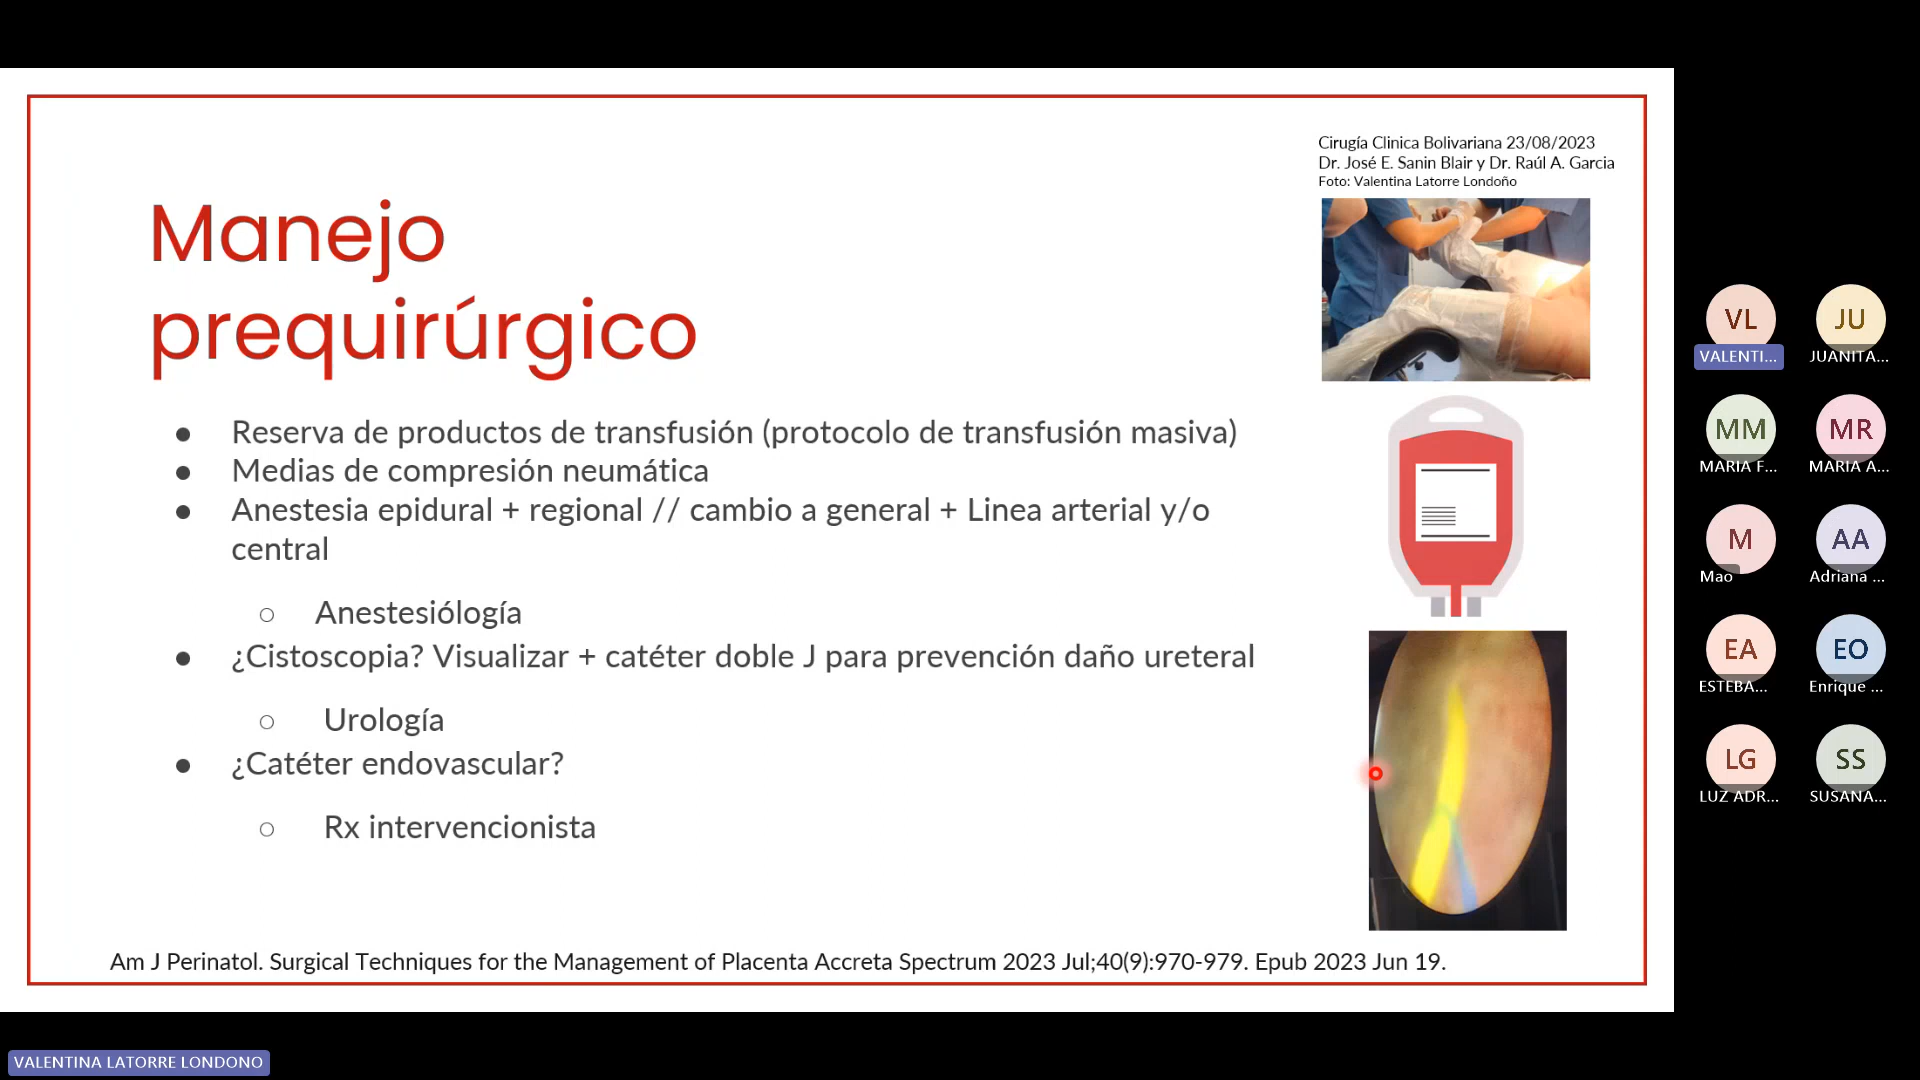 Cirugía Clinica Bolivariana 23/08/2023
Dr. José E. Sanin Blair y Dr. Raúl A. Garcia
Foto: Valentina Latorre Londoño
Manejo
prequirúrgico
● Reserva de productos de transfusión (protocolo de transfusión masiva)
● Medias de compresión neumática
● Anestesia epidural + regional // cambio a general + Linea arterial y/o
central
○ Anestesiólogía
● ¿Cistoscopia? Visualizar + catéter doble J para prevención daño ureteral
○ Urología
● ¿Catéter endovascular?
○ Rx intervencionista
Am J Perinatol. Surgical Techniques for the Management of Placenta Accreta Spectrum 2023 Jul;40(9):970-979. Epub 2023 Jun 19.
VL JU
VALENTI... JUANITA...
MM MR
MARIA F... MARIA A...
M AA
Mao Adriana ...
EA EO
ESTEBA... Enrique ...
LG SS
LUZ ADR... SUSANA...
VALENTINA LATORRE LONDONO